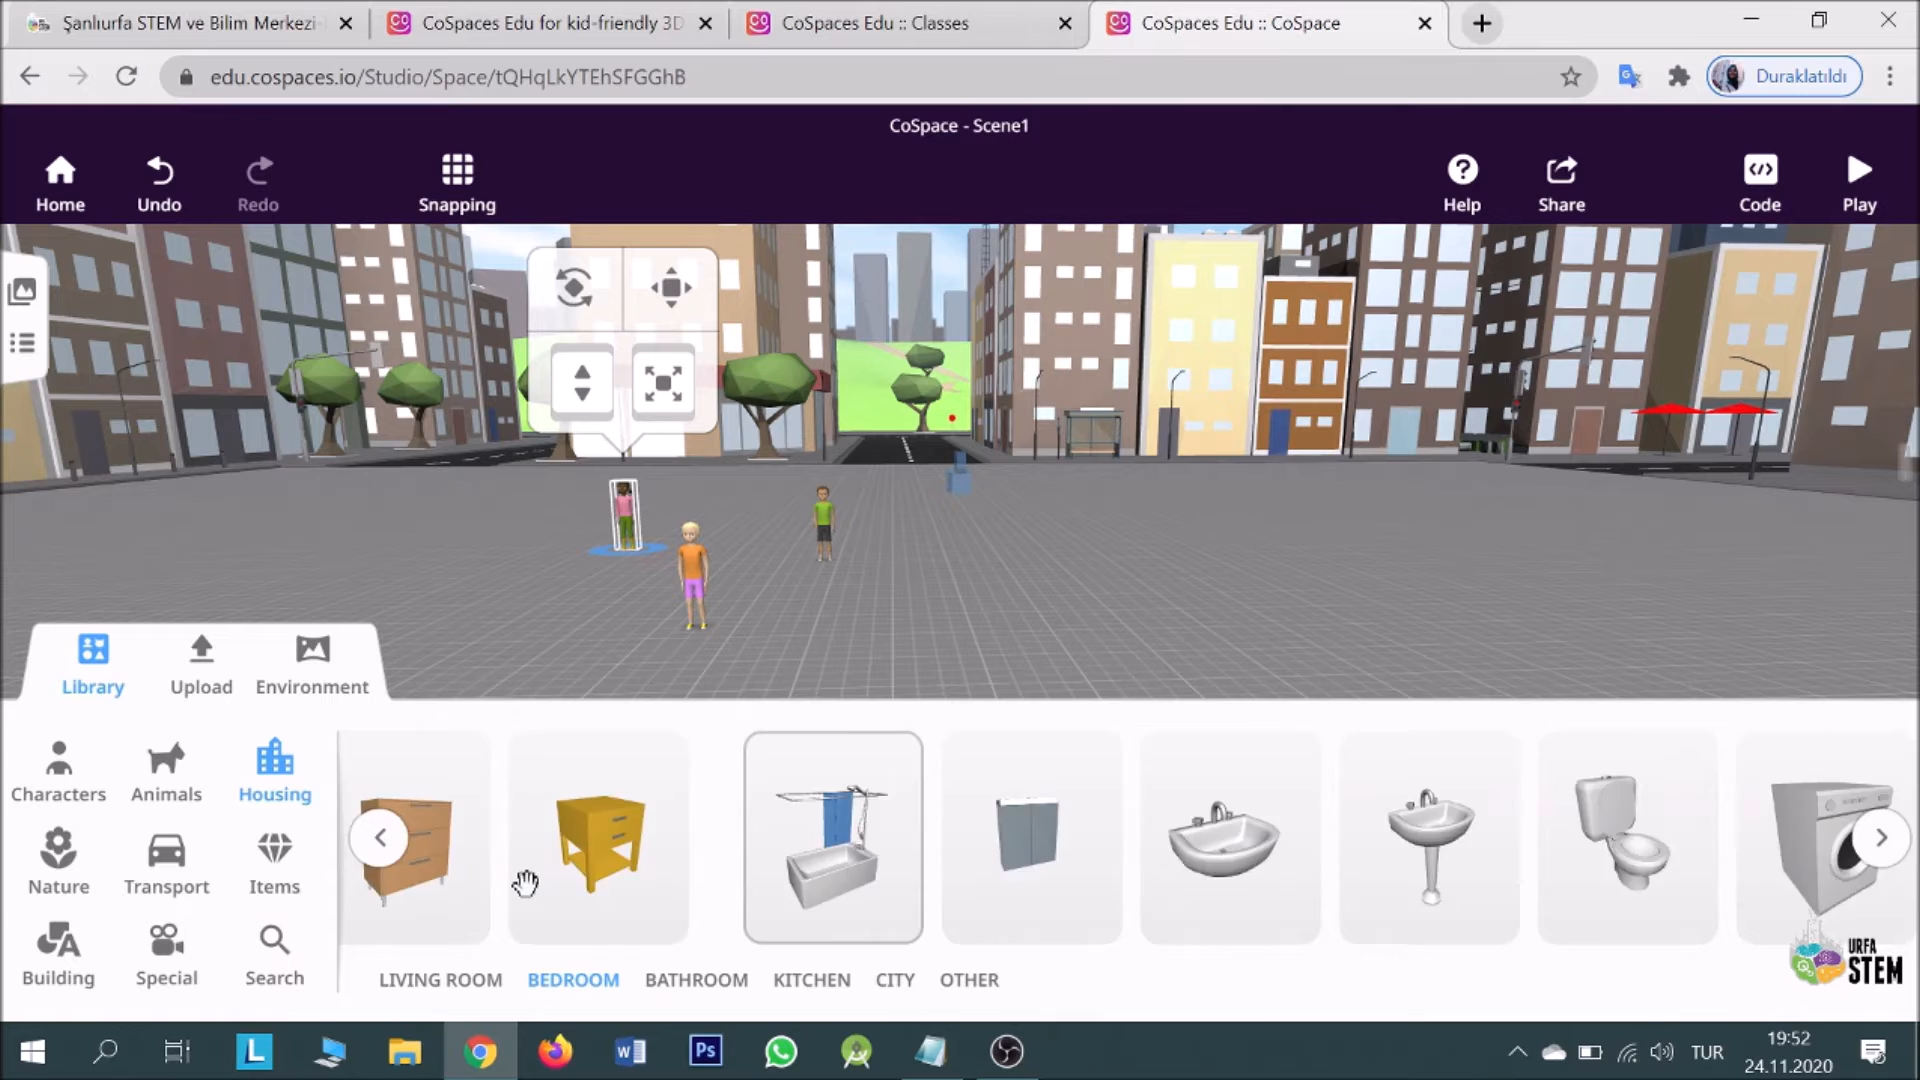 Şanlıurfa STEM ve Bilim Merkezi-
CoSpaces Edu for kid-friendly 3D
CoSpaces Edu :: Classes
CoSpaces Edu :: CoSpace
edu.cospaces.io/Studio/Space/tQHqLkYTEhSFGGhB
Duraklatıldı
CoSpace - Scene1
Home
Undo
Redo
Snapping
Help
Share
Code
Play
Library
Upload
Environment
Characters
Animals
Housing
Nature
Transport
Items
Building
Special
Search
LIVING ROOM
BEDROOM
BATHROOM
KITCHEN
CITY
OTHER
URFA
STEM
L
W
Ps
TUR
19:52
24.11.2020